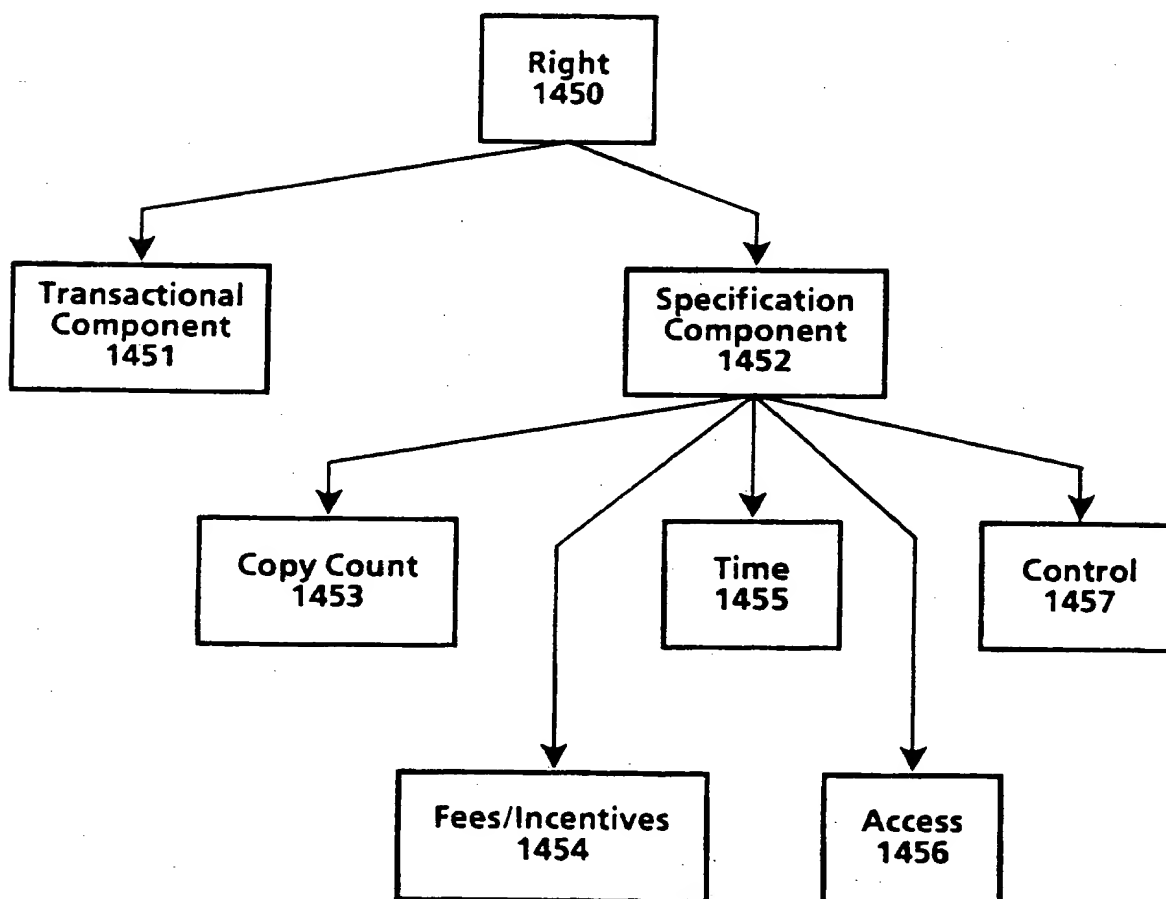 Right
1450
Transactional
Component
1451
Specification
Component
1452
Copy Count
1453
Time
1455
Control
1457
Fees/Incentives
1454
Access
1456